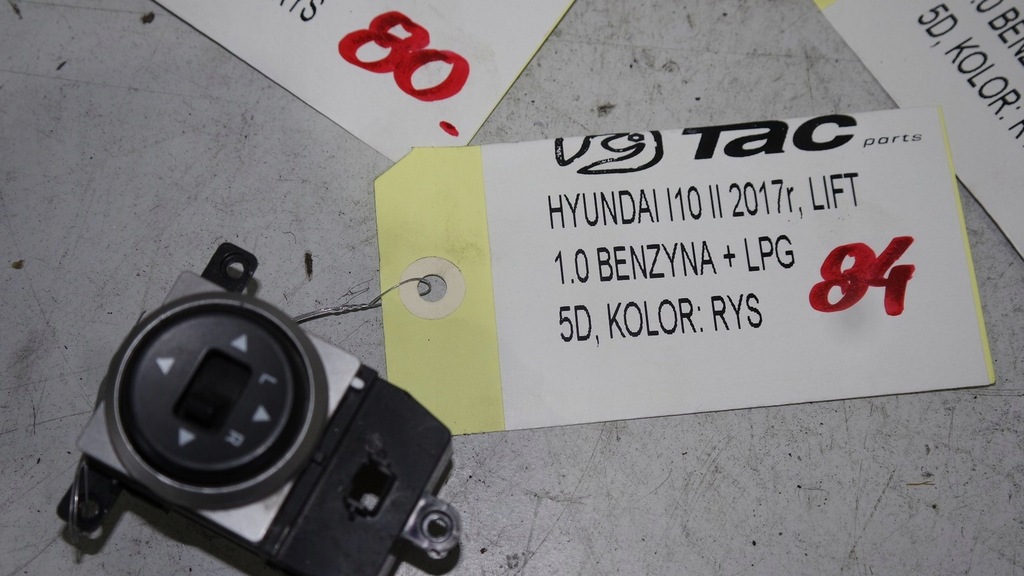 80.
Tac parts
HYUNDAI I10 II 2017r, LIFT
1.0 BENZYNA + LPG
5D, KOLOR: RYS
84
5D, KOLOR:
L
R